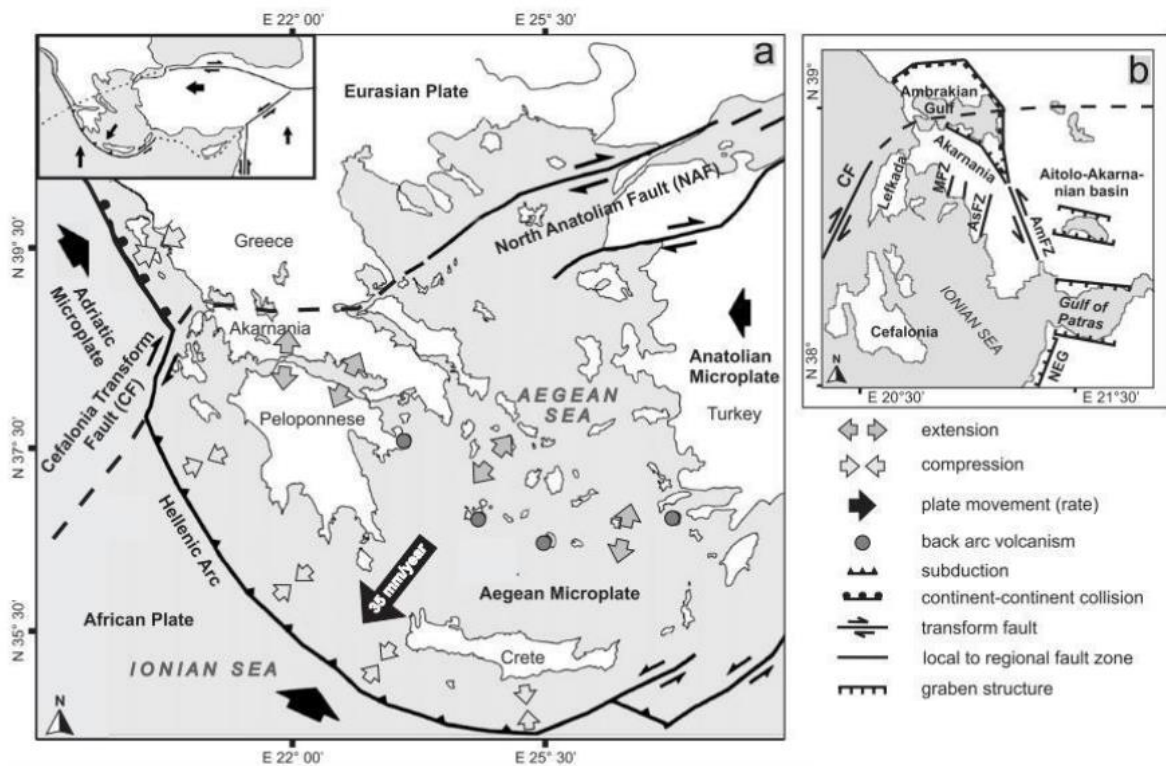 E 22° 00'
E 25° 30'
a
Eurasian Plate
North Anatolian Fault (NAF)
Greece
N 39° 30'
Adriatic
Microplate
Akarnania
Cefalonia Transform
Fault (CF)
Anatolian
Microplate
Turkey
AEGEAN
SEA
Peloponnese
N 37° 30'
Hellenic Arc
35 mm/year
Aegean Microplate
African Plate
N 35° 30'
Crete
IONIAN SEA
N
E 22° 00'
E 25° 30'
b
N 39°
Ambrakian
Gulf
Akarnania
CF
Lefkada
MFZ
AsFZ
AmFZ
Aitolo-Akarna-
nian basin
IONIAN
SEA
Gulf of
Patras
Cefalonia
NEG
N 38°
N
E 20°30'
E 21°30'
extension
compression
plate movement (rate)
back arc volcanism
subduction
continent-continent collision
transform fault
local to regional fault zone
graben structure